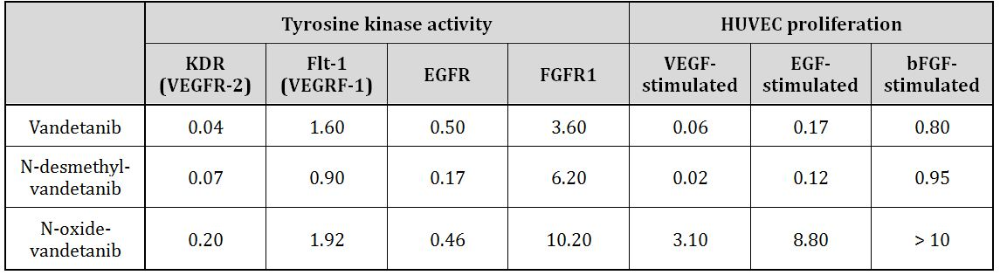 Tyrosine kinase activity HUVEC proliferation
KDR (VEGFR-2) Flt-1 (VEGRF-1) EGFR FGFR1 VEGF-stimulated EGF-stimulated bFGF-stimulated
Vandetanib 0.04 1.60 0.50 3.60 0.06 0.17 0.80
N-desmethyl-vandetanib 0.07 0.90 0.17 6.20 0.02 0.12 0.95
N-oxide-vandetanib 0.20 1.92 0.46 10.20 3.10 8.80 > 10